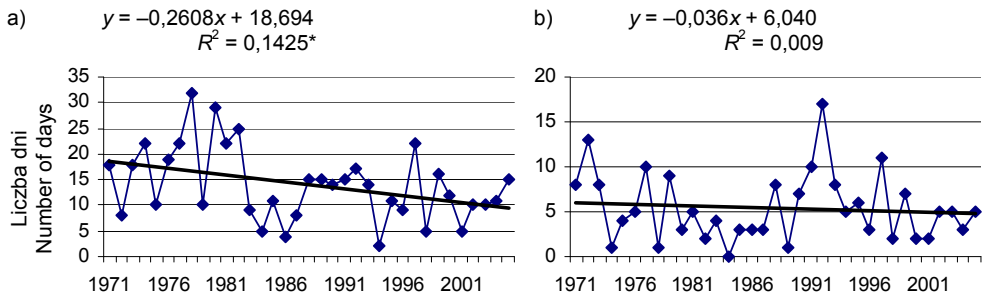 a)
y = –0,2608x + 18,694
R² = 0,1425*
Liczba dni
Number of days
35
30
25
20
15
10
5
0
1971 1976 1981 1986 1991 1996 2001
b)
y = –0,036x + 6,040
R² = 0,009
20
15
10
5
0
1971 1976 1981 1986 1991 1996 2001